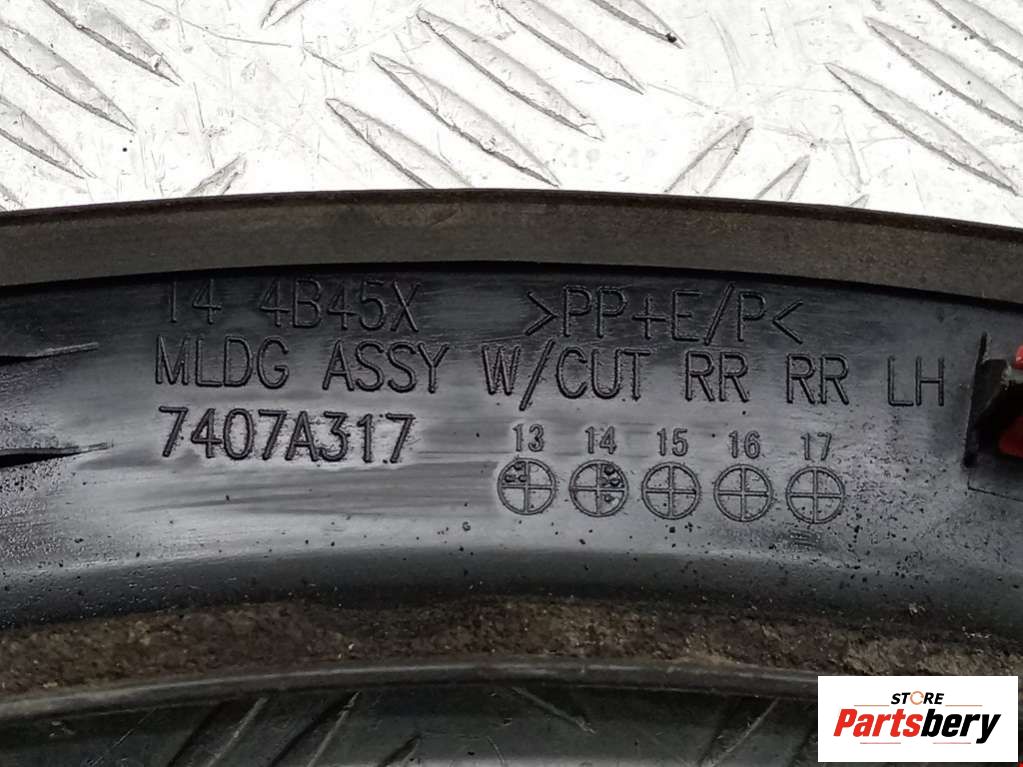 14 4B45X >PP+E/P<
MLDG ASSY W/CUT RR RR LH
7407A317
13 14 15 16 17
STORE
Partsbery